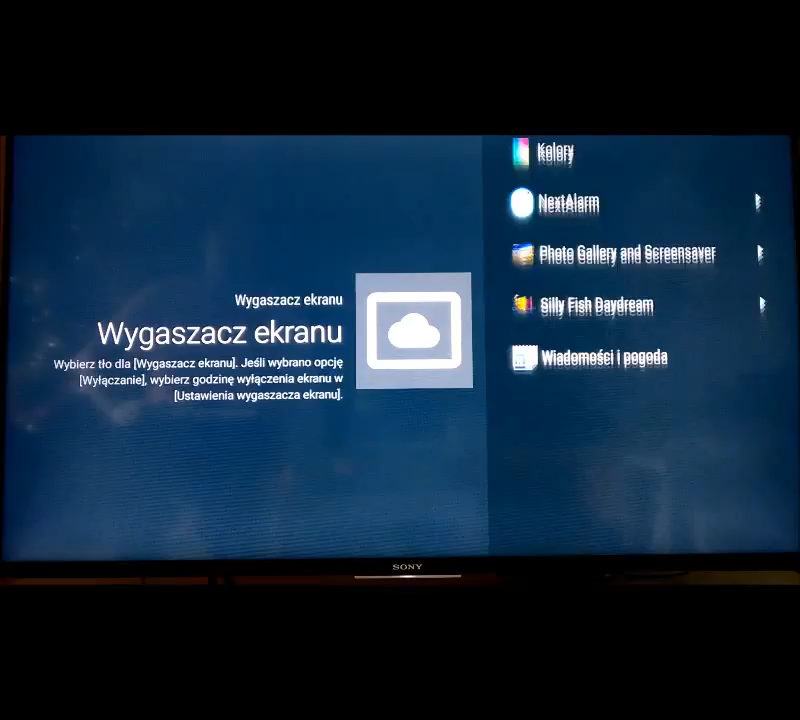 Wygaszacz ekranu
Wygaszacz ekranu
Wybierz tło dla [Wygaszacz ekranu]. Jeśli wybrano opcję
[Wyłączanie], wybierz godzinę wyłączenia ekranu w
[Ustawienia wygaszacza ekranu].
Kolory
NextAlarm
Photo Gallery and Screensaver
Silly Fish Daydream
Wiadomości i pogoda
SONY